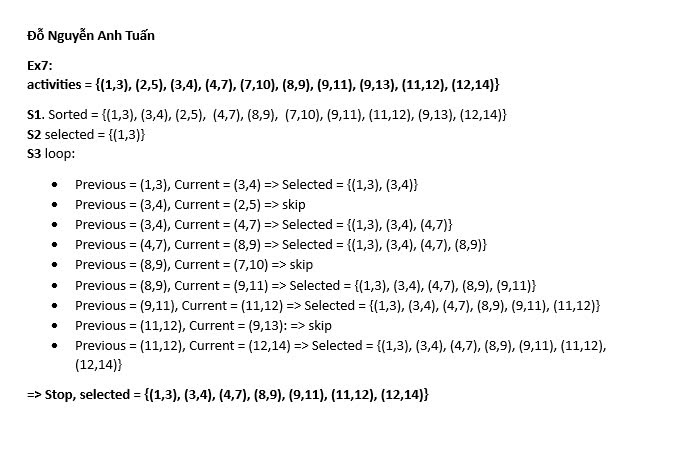 Đỗ Nguyễn Anh Tuấn
Ex7:
activities = {(1,3), (2,5), (3,4), (4,7), (7,10), (8,9), (9,11), (9,13), (11,12), (12,14)}
S1. Sorted = {(1,3), (3,4), (2,5), (4,7), (8,9), (7,10), (9,11), (11,12), (9,13), (12,14)}
S2 selected = {(1,3)}
S3 loop:
• Previous = (1,3), Current = (3,4) => Selected = {(1,3), (3,4)}
• Previous = (3,4), Current = (2,5) => skip
• Previous = (3,4), Current = (4,7) => Selected = {(1,3), (3,4), (4,7)}
• Previous = (4,7), Current = (8,9) => Selected = {(1,3), (3,4), (4,7), (8,9)}
• Previous = (8,9), Current = (7,10) => skip
• Previous = (8,9), Current = (9,11) => Selected = {(1,3), (3,4), (4,7), (8,9), (9,11)}
• Previous = (9,11), Current = (11,12) => Selected = {(1,3), (3,4), (4,7), (8,9), (9,11), (11,12)}
• Previous = (11,12), Current = (9,13): => skip
• Previous = (11,12), Current = (12,14) => Selected = {(1,3), (3,4), (4,7), (8,9), (9,11), (11,12),
(12,14)}
=> Stop, selected = {(1,3), (3,4), (4,7), (8,9), (9,11), (11,12), (12,14)}